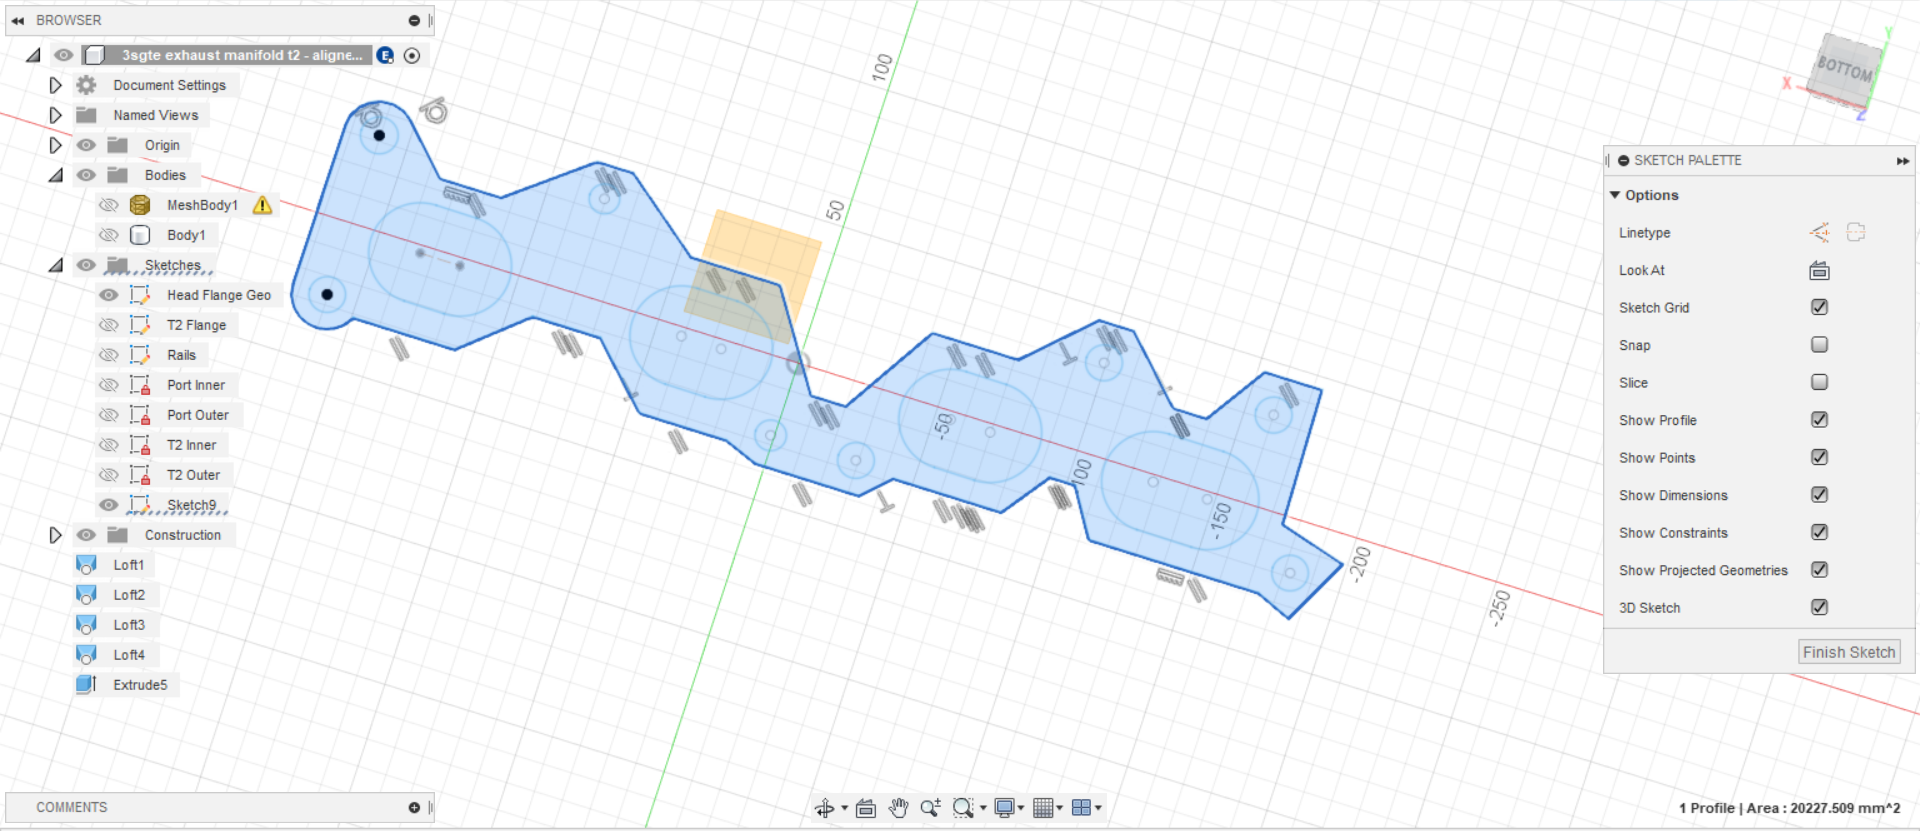 BROWSER
3sgte exhaust manifold t2 - aligne...
E
Document Settings
Named Views
Origin
Bodies
MeshBody1
Body1
Sketches
Head Flange Geo
T2 Flange
Rails
Port Inner
Port Outer
T2 Inner
T2 Outer
Sketch9
Construction
Loft1
Loft2
Loft3
Loft4
Extrude5
COMMENTS
100
50
-50
100
-150
-200
-250
BOTTOM
Y
X
Z
SKETCH PALETTE
Options
Linetype
Look At
Sketch Grid
Snap
Slice
Show Profile
Show Points
Show Dimensions
Show Constraints
Show Projected Geometries
3D Sketch
Finish Sketch
1 Profile | Area : 20227.509 mm^2